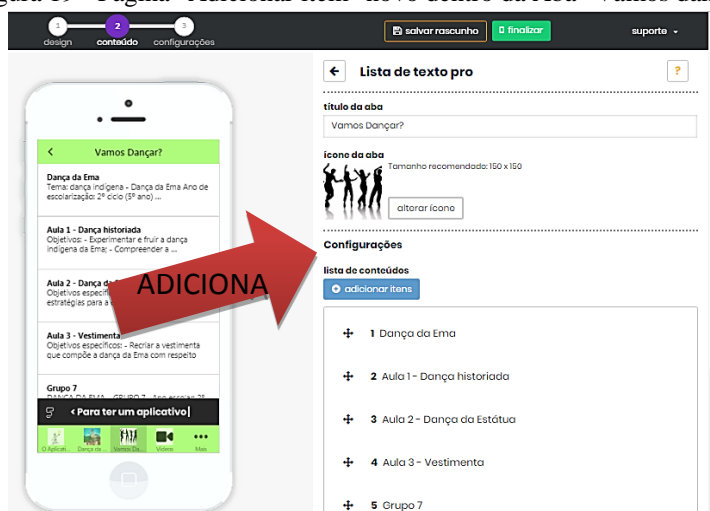 1 2 3
design conteúdo configurações
salvar rascunho
finalizar
suporte
Vamos Dançar?
Dança da Ema
Tema: dança indígena - Dança da Ema Ano de
escolarização: 2º ciclo (5º ano) ...
Aula 1 - Dança historiada
Objetivos: - Experimentar e fruir a dança
indígena da Ema; - Compreender a ...
Aula 2 - Dança da
Objetivos
estratégias para a
Aula 3 - Vestimenta
Objetivos específicos: - Recriar a vestimenta
que compõe a dança da Ema com respeito
Grupo 7
DANÇA DA EMA - GRUPO 7
< Para ter um aplicativo|
O Aplicati... Dança da ... Vamos Da... Vídeos Mais
ADICIONA
Lista de texto pro
?
título da aba
Vamos Dançar?
ícone da aba
Tamanho recomendado: 150 x 150
alterar ícone
Configurações
lista de conteúdos
adicionar itens
1 Dança da Ema
2 Aula 1 - Dança historiada
3 Aula 2 - Dança da Estátua
4 Aula 3 - Vestimenta
5 Grupo 7